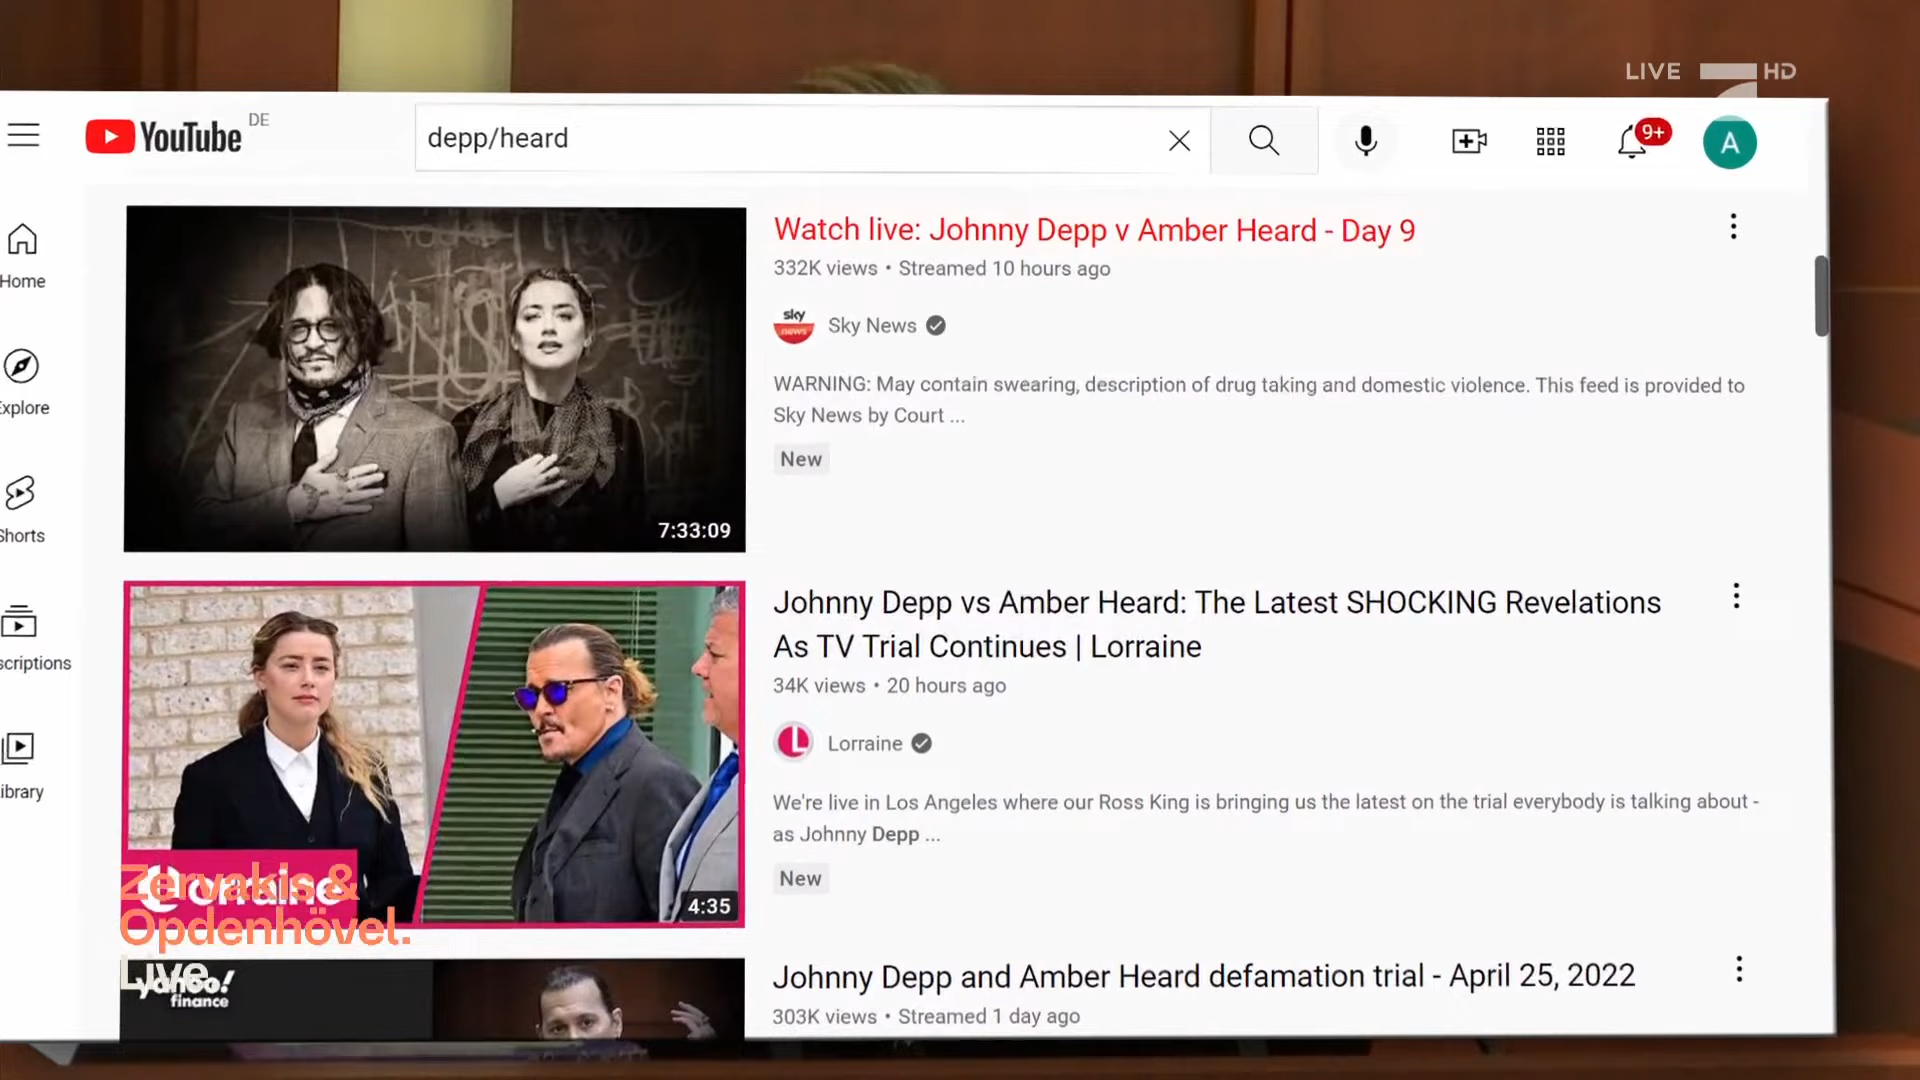 LIVE HD
YouTube DE
depp/heard
9+
A
Home
Watch live: Johnny Depp v Amber Heard - Day 9
332K views • Streamed 10 hours ago
sky news
Sky News
WARNING: May contain swearing, description of drug taking and domestic violence. This feed is provided to
Sky News by Court ...
New
7:33:09
Explore
Shorts
scriptions
ibrary
Johnny Depp vs Amber Heard: The Latest SHOCKING Revelations
As TV Trial Continues | Lorraine
34K views • 20 hours ago
L
Lorraine
We're live in Los Angeles where our Ross King is bringing us the latest on the trial everybody is talking about -
as Johnny Depp ...
New
4:35
Lorraine
Zervakis &
Opdenhövel.
Live
yahoo!
finance
Johnny Depp and Amber Heard defamation trial - April 25, 2022
303K views • Streamed 1 day ago